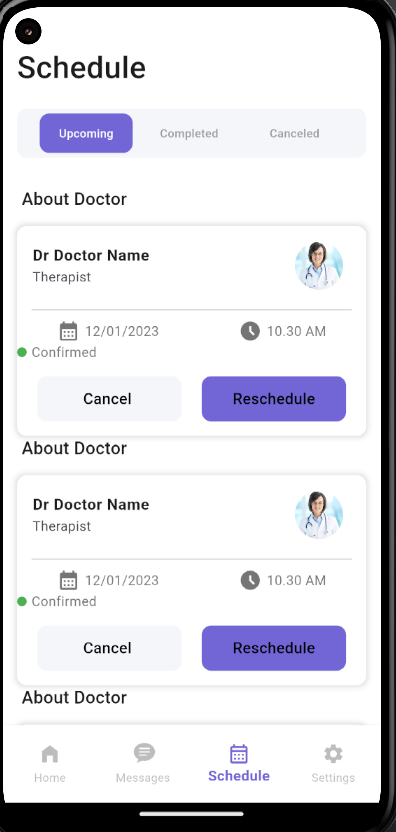 Schedule
Upcoming Completed Canceled
About Doctor
Dr Doctor Name
Therapist
12/01/2023 10.30 AM
Confirmed
Cancel Reschedule
About Doctor
Dr Doctor Name
Therapist
12/01/2023 10.30 AM
Confirmed
Cancel Reschedule
About Doctor
Home Messages Schedule Settings